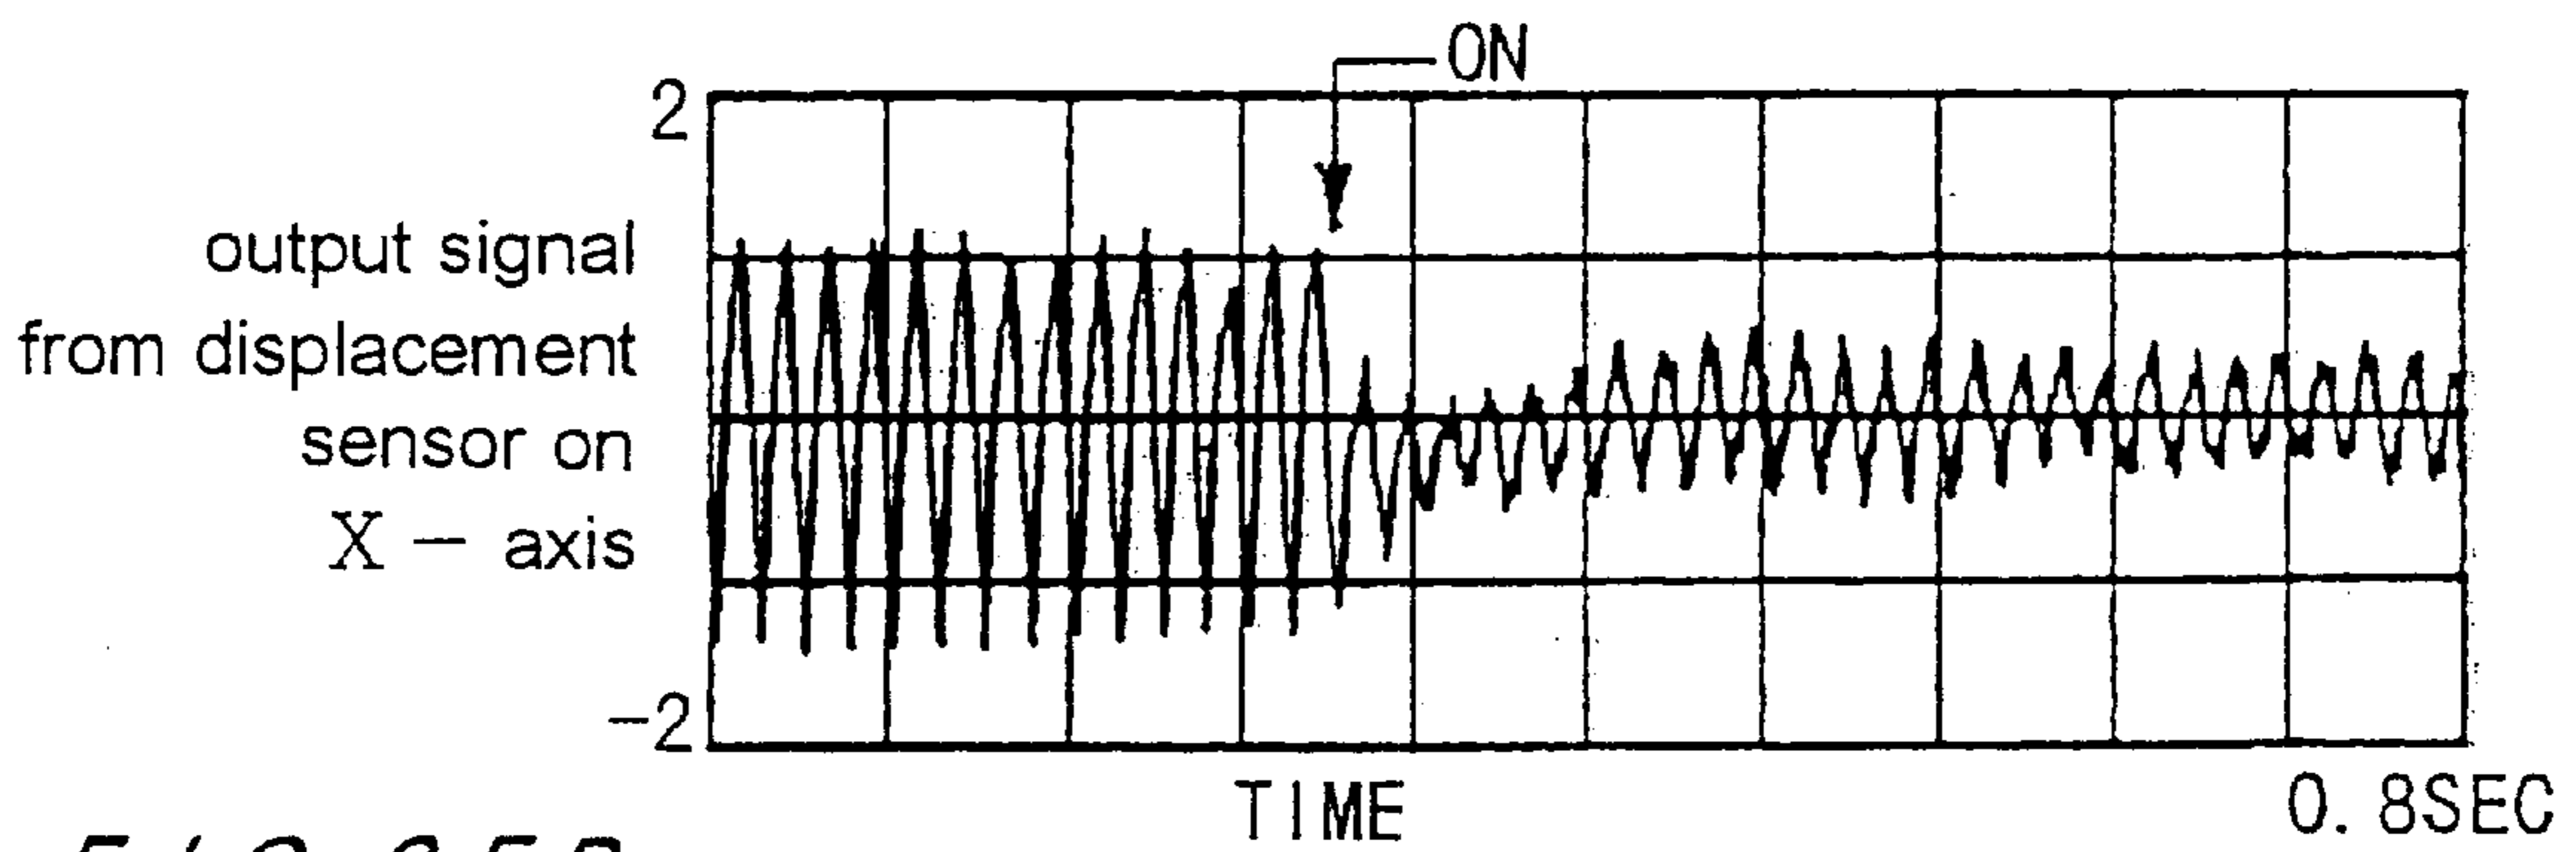 ON
2
output signal
from displacement
sensor on
X – axis
-2
TIME
0.8SEC